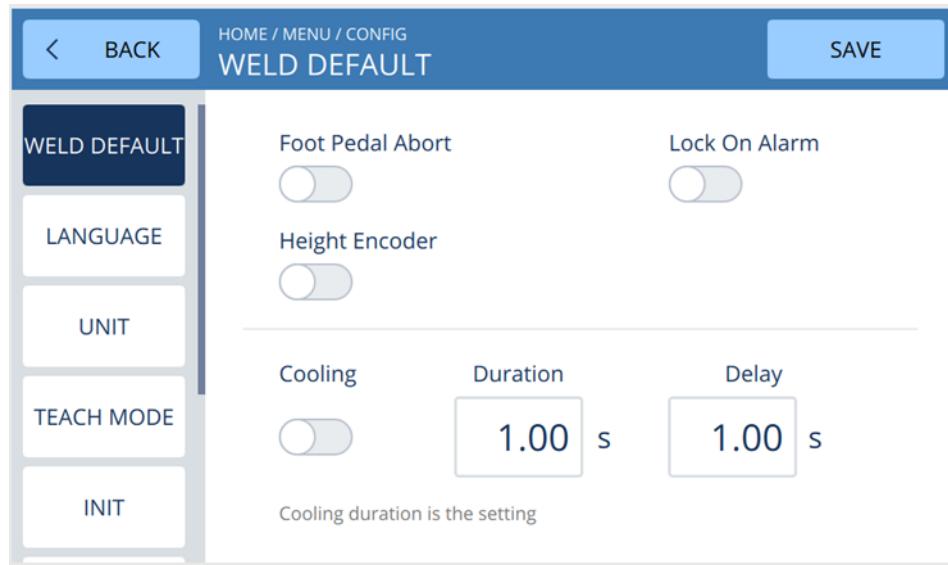 BACK
HOME / MENU / CONFIG
WELD DEFAULT
SAVE
WELD DEFAULT
LANGUAGE
UNIT
TEACH MODE
INIT
Foot Pedal Abort
Lock On Alarm
Height Encoder
Cooling
Duration
Delay
1.00 s
1.00 s
Cooling duration is the setting